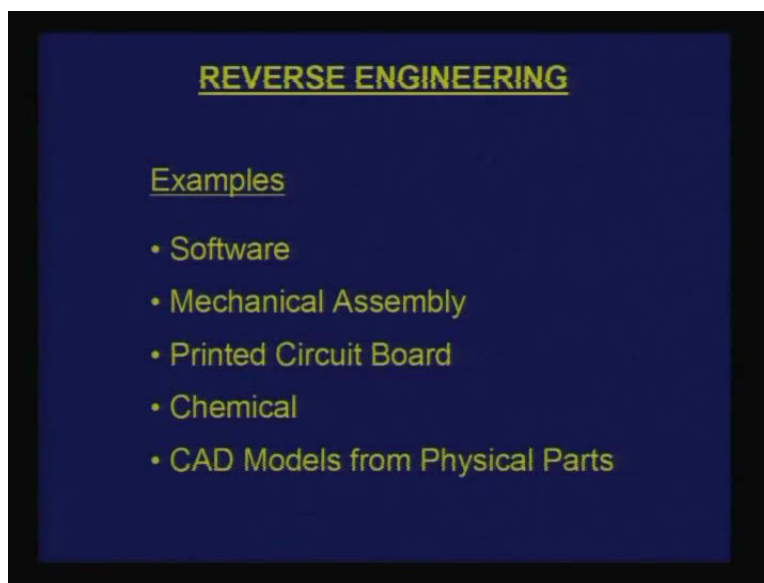 REVERSE ENGINEERING
Examples
• Software
• Mechanical Assembly
• Printed Circuit Board
• Chemical
• CAD Models from Physical Parts